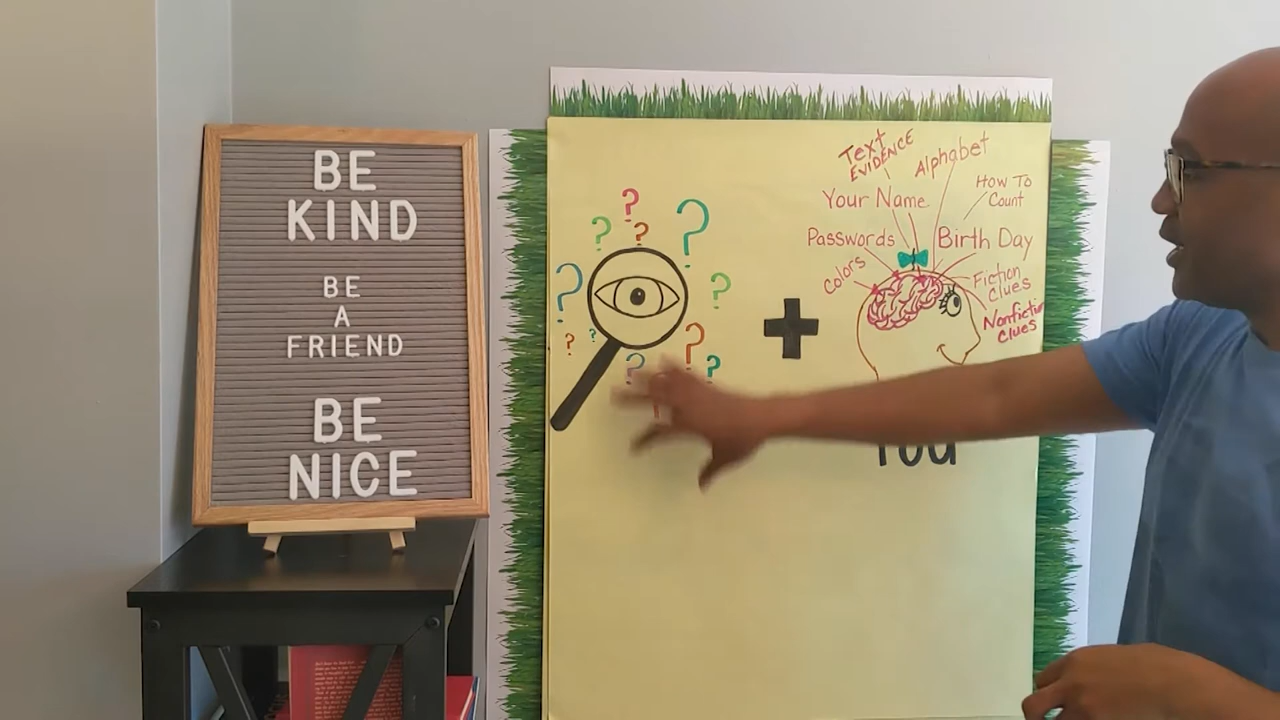 BE
KIND
BE
A
FRIEND
BE
NICE
? ? ? ? ? ? ? ? ? ? ? ?
Text
EVIDENCE
Alphabet
Your Name
How To
Count
Passwords
Birth Day
Colors
Fiction
Clues
Nonfiction
Clues
+
You